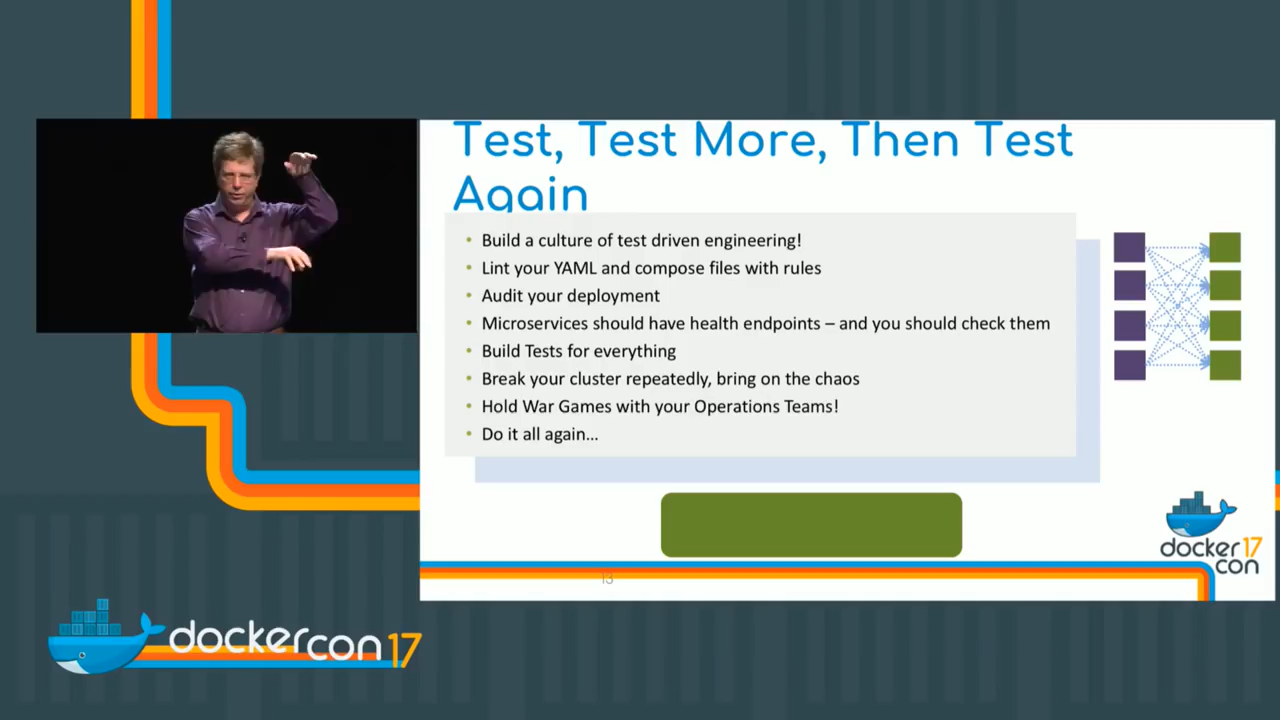 Test, Test More, Then Test
Again
Build a culture of test driven engineering!
Lint your YAML and compose files with rules
Audit your deployment
Microservices should have health endpoints – and you should check them
Build Tests for everything
Break your cluster repeatedly, bring on the chaos
Hold War Games with your Operations Teams!
Do it all again…
docker 17
con
13
dockercon 17